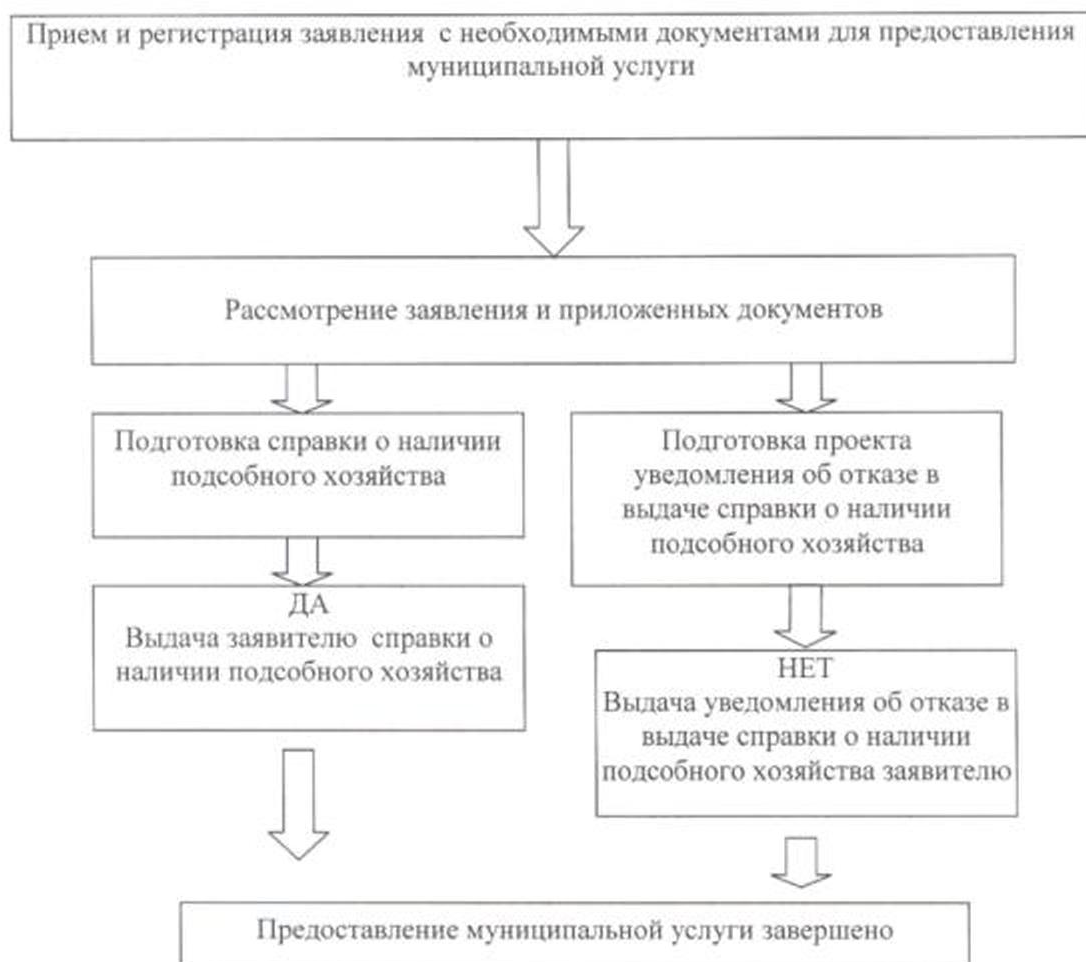 Прием и регистрация заявления с необходимыми документами для предоставления
муниципальной услуги
Рассмотрение заявления и приложенных документов
Подготовка справки о наличии
подсобного хозяйства
Подготовка проекта
уведомления об отказе в
выдаче справки о наличии
подсобного хозяйства
ДА
Выдача заявителю справки о
наличии подсобного хозяйства
НЕТ
Выдача уведомления об отказе в
выдаче справки о наличии
подсобного хозяйства заявителю
Предоставление муниципальной услуги завершено